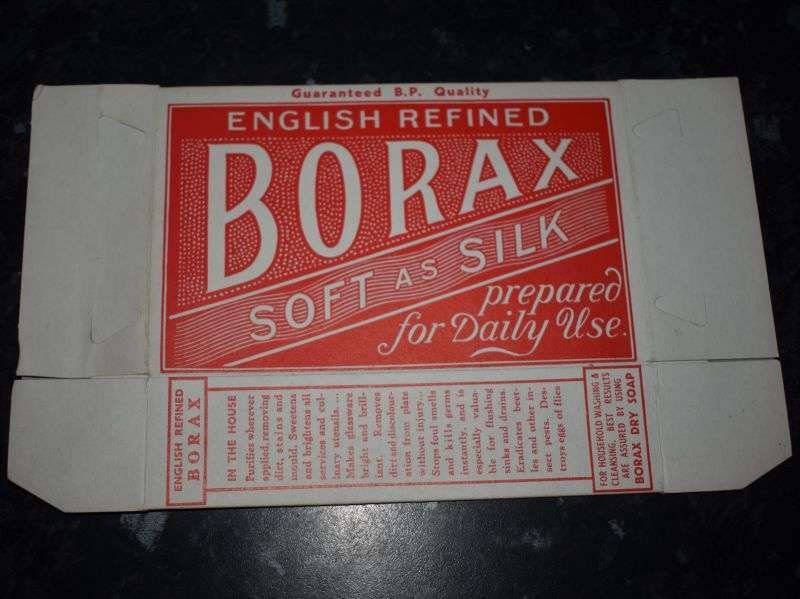 Guaranteed B.P. Quality
ENGLISH REFINED
BORAX
SOFT AS SILK
prepared
for Daily Use.
ENGLISH REFINED
BORAX
IN THE HOUSE
Purifies wherever
applied, removing
dirt, stains and
mould. Sweetens
and brightens all
services and culi-
nary utensils. ...
Makes glassware
bright and brill-
iant. Removes
dirt and discolour-
ation from plate
without injury...
Stops foul smells
and kills germs
instantly, and is
especially valua-
ble for flushing
sinks and drains.
Eradicates beet-
les and other in-
sect pests. Des-
troys eggs of flies
FOR HOUSEHOLD WASHING &
CLEANSING, BEST RESULTS
ARE ASSURED BY USING
BORAX DRY SOAP